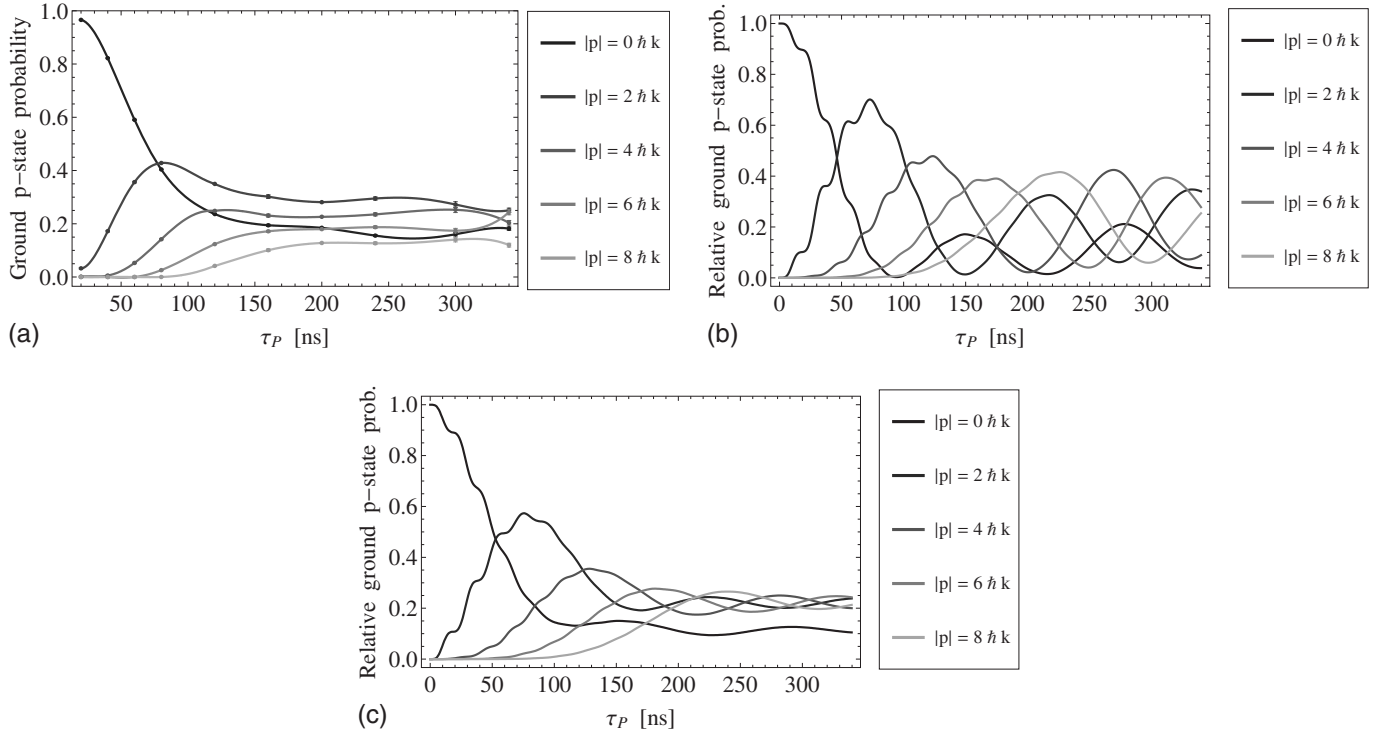 Ground p-state probability
1.0
0.8
0.6
0.4
0.2
0.0
50 100 150 200 250 300
τP [ns]
(a)
|p| = 0 ℏ k
|p| = 2 ℏ k
|p| = 4 ℏ k
|p| = 6 ℏ k
|p| = 8 ℏ k
Relative ground p-state prob.
1.0
0.8
0.6
0.4
0.2
0.0
0 50 100 150 200 250 300
τP [ns]
(b)
|p| = 0 ℏ k
|p| = 2 ℏ k
|p| = 4 ℏ k
|p| = 6 ℏ k
|p| = 8 ℏ k
Relative ground p-state prob.
1.0
0.8
0.6
0.4
0.2
0.0
0 50 100 150 200 250 300
τP [ns]
(c)
|p| = 0 ℏ k
|p| = 2 ℏ k
|p| = 4 ℏ k
|p| = 6 ℏ k
|p| = 8 ℏ k